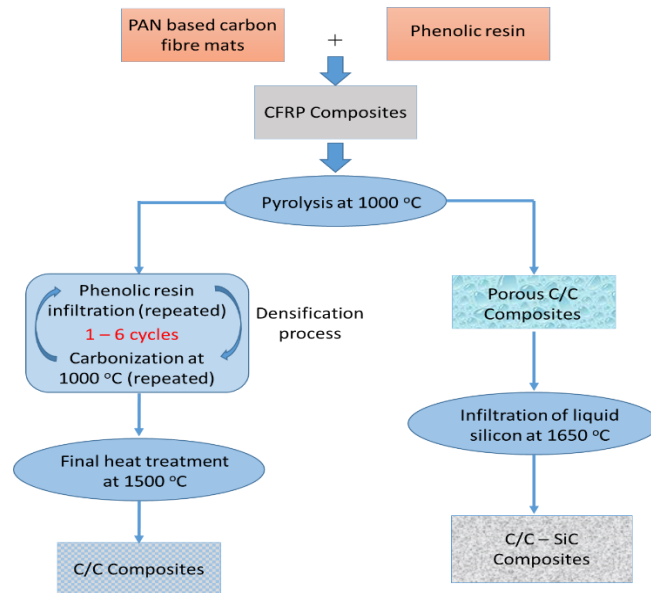 PAN based carbon
fibre mats
+
Phenolic resin
CFRP Composites
Pyrolysis at 1000 °C
Phenolic resin
infiltration (repeated)
1 – 6 cycles
Carbonization at
1000 °C (repeated)
Densification
process
Porous C/C
Composites
Final heat treatment
at 1500 °C
Infiltration of liquid
silicon at 1650 °C
C/C Composites
C/C – SiC
Composites